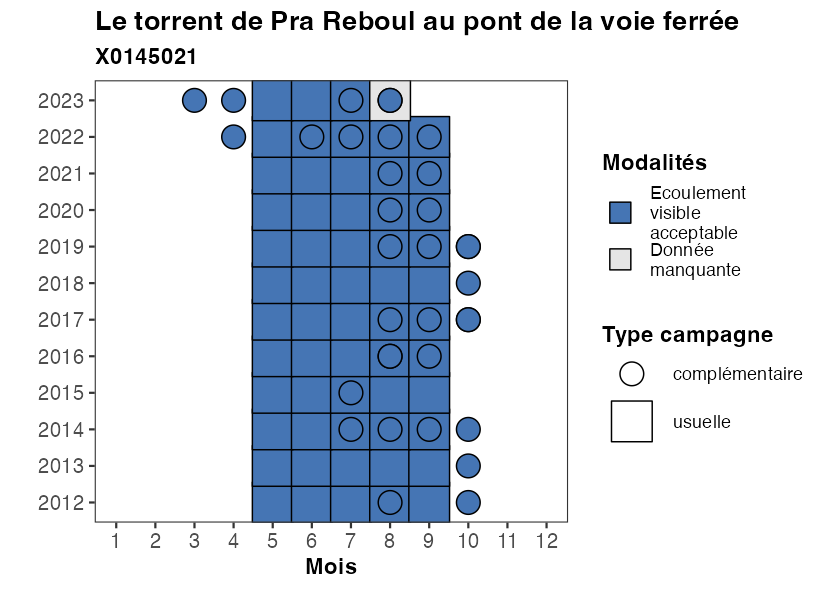 Le torrent de Pra Reboul au pont de la voie ferrée
X0145021
2023
2022
2021
2020
2019
2018
2017
2016
2015
2014
2013
2012
1 2 3 4 5 6 7 8 9 10 11 12
Mois
Modalités
Ecoulement
visible
acceptable
Donnée
manquante
Type campagne
complémentaire
usuelle